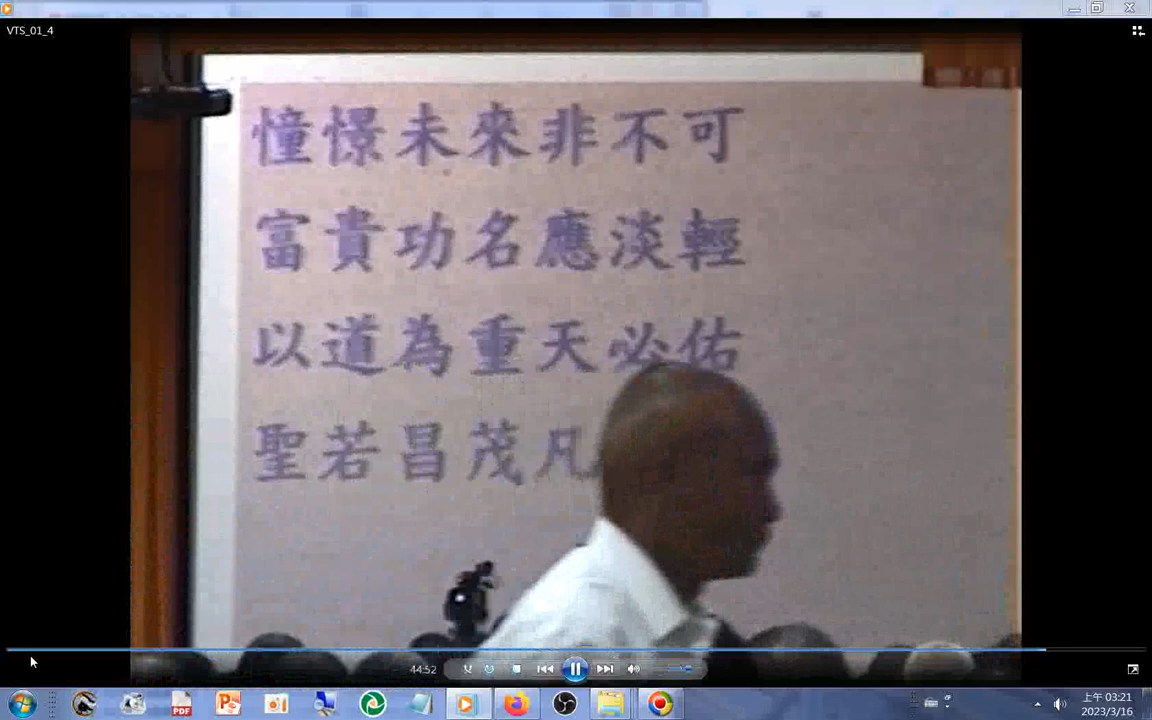 VTS_01_4
憧憬未來非不可
富貴功名應淡輕
以道為重天必佑
聖若昌茂凡
44:52
PDF
上午 03:21
2023/3/16